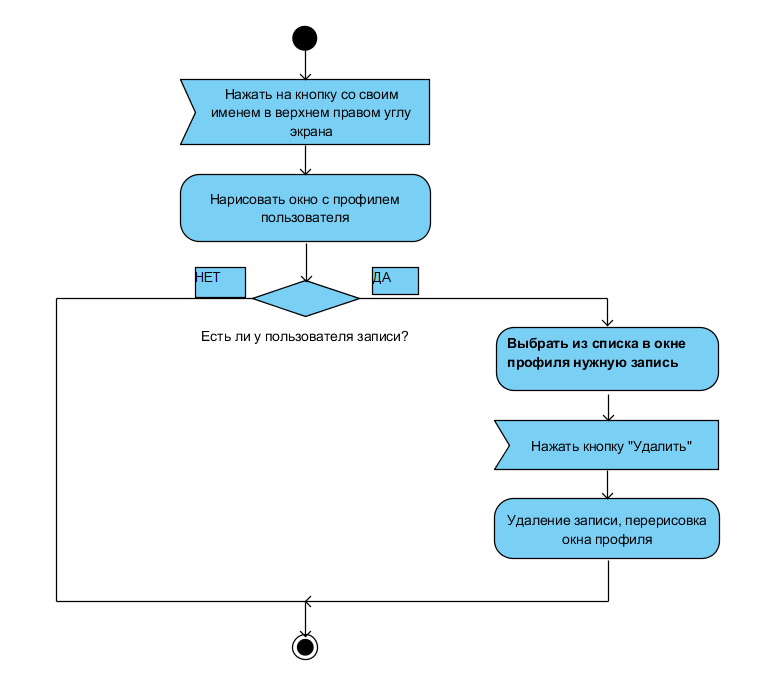 Нажать на кнопку со своим
именем в верхнем правом углу
экрана
Нарисовать окно с профилем
пользователя
НЕТ
ДА
Есть ли у пользователя записи?
Выбрать из списка в окне
профиля нужную запись
Нажать кнопку "Удалить"
Удаление записи, перерисовка
окна профиля